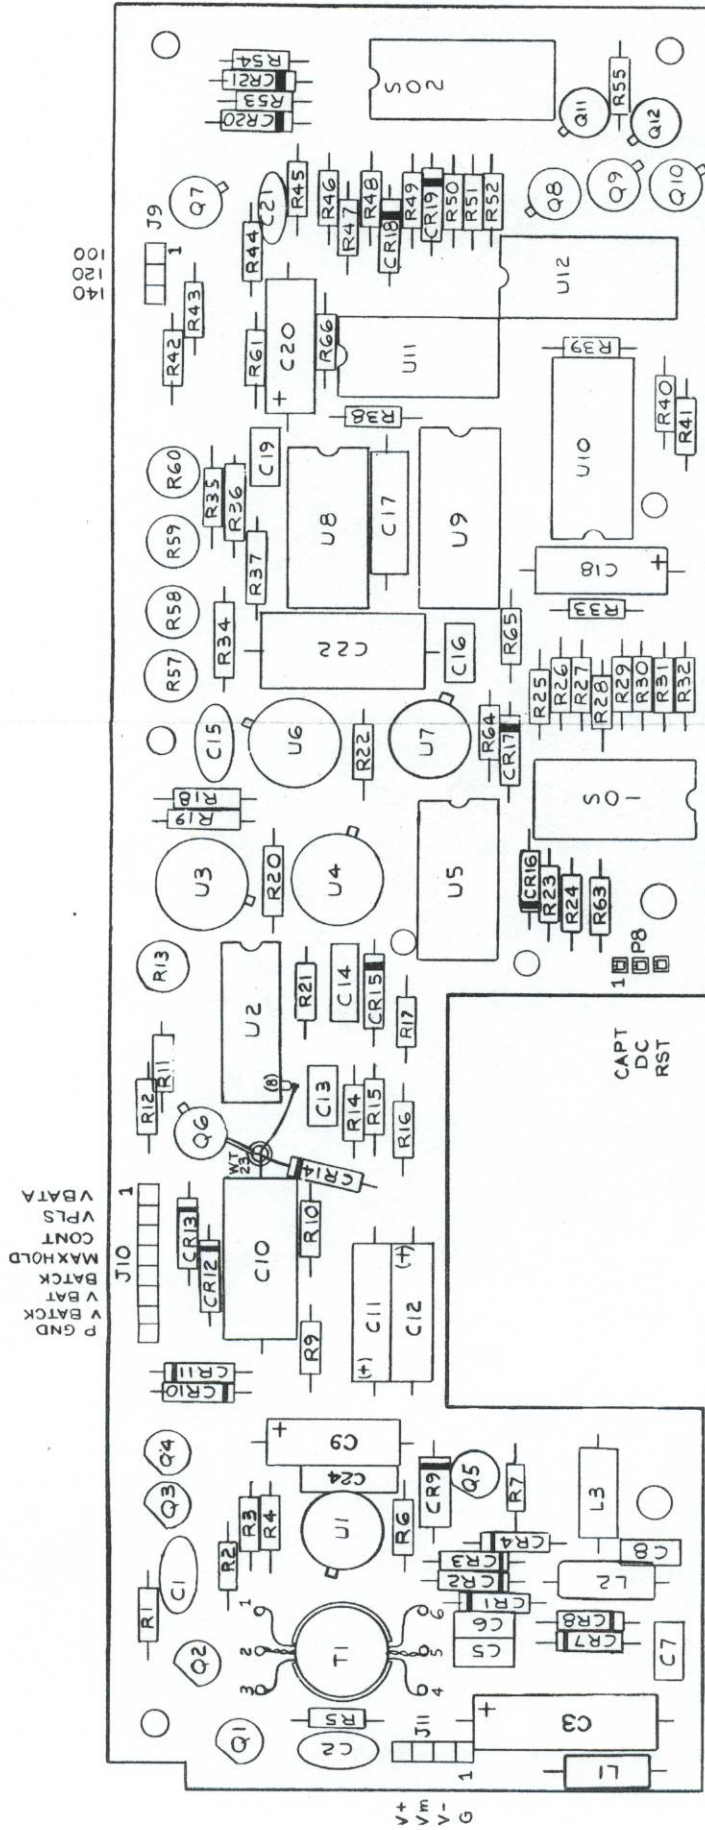 R54
CR21
R53
CR20
SO2
R55
Q11
Q12
J9
1
100
120
140
Q7
C21
R45
R44
R46
R47
R48
CR18
R49
CR19
R50
R51
R52
Q8
Q9
Q10
U12
R43
R42
R61
C20
+
R66
U11
R39
R38
R40
R41
U10
R60
R35
R36
C19
U8
C17
U9
R59
R37
C18
+
R58
R34
C22
C16
R65
R33
R57
R25
R26
R27
R28
R29
R30
R31
R32
C15
U6
R22
U7
R64
CR17
R18
R19
SO1
U3
R20
U4
U5
CR16
R23
R24
R63
R13
1
P8
U2
R21
C14
CR15
R17
CAPT
DC
RST
R11
R12
(8)
Q6
C13
R14
R15
R16
WT
23
CR14
J10
1
VBATA
VPLS
CONT
MAXHOLD
BATCK
V BAT
V BATCK
P GND
CR13
CR12
C10
R10
C11
(+)
C12
(+)
R9
CR11
CR10
Q4
C9
+
C24
CR9
Q5
Q3
R3
R4
U1
R6
R7
L3
CR4
CR3
CR2
CR1
C8
L2
C1
R2
R1
1
2
3
T1
6
5
4
C6
C5
CR8
CR7
C7
Q2
R5
J11
1
C3
+
Q1
C2
L1
V+
Vm
V-
G